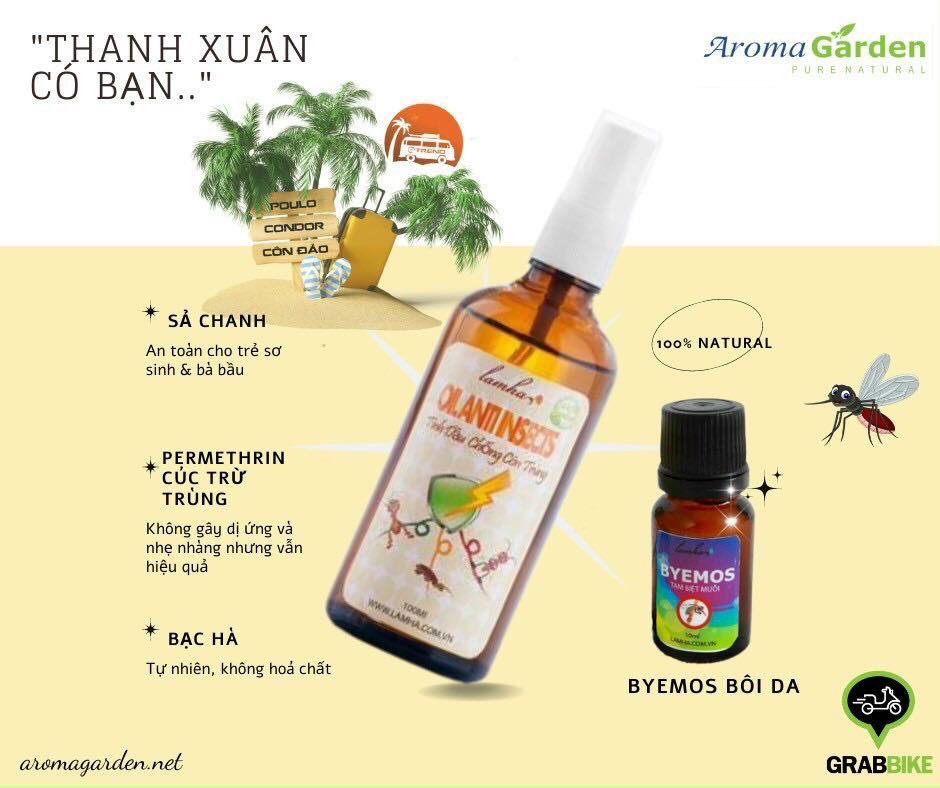 "THANH XUÂN
CÓ BẠN.."
Aroma Garden
PURE NATURAL
TREND
POULO
CONDOR
CÔN ĐẢO
SẢ CHANH
An toàn cho trẻ sơ
sinh & bà bầu
100% NATURAL
PERMETHRIN
CÚC TRỪ
TRÙNG
Không gây dị ứng và
nhẹ nhàng nhưng vẫn
hiệu quả
BẠC HÀ
Tự nhiên, không hoá chất
lamha
OIL ANTI INSECTS
Tinh Dầu Chống Côn Trùng
100Ml
WWW.LAMHA.COM.VN
lamha
BYEMOS
TẠM BIỆT MUỖI
10ml
LAMHA.COM.VN
BYEMOS BÔI DA
aromagarden.net
GRABBIKE